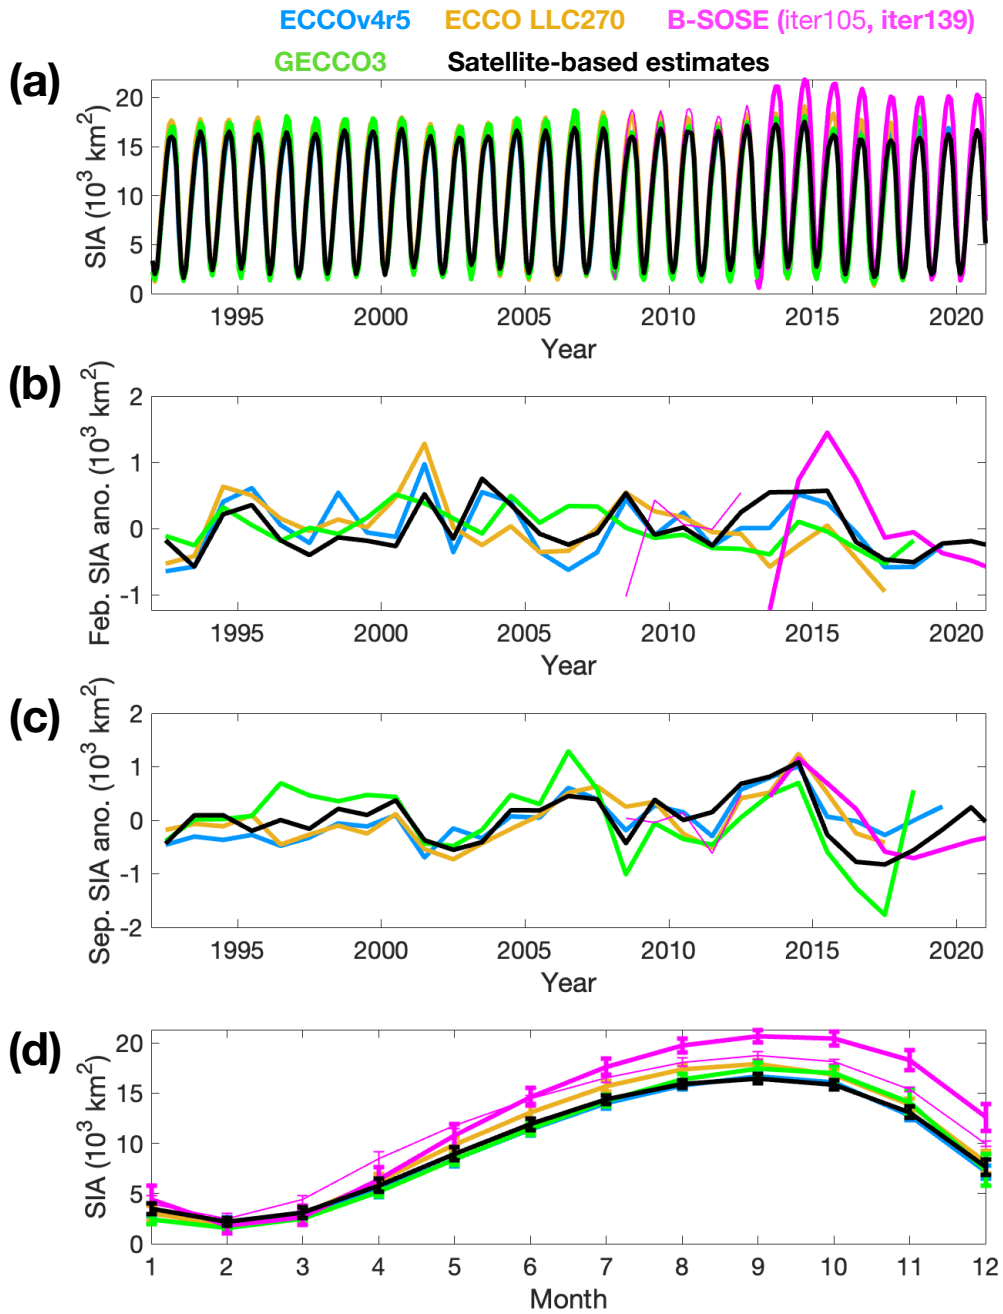 ECCOv4r5 ECCO LLC270 B-SOSE (iter105, iter139)
GECCO3 Satellite-based estimates
(a)
SIA (10³ km²)
20
15
10
5
0
1995 2000 2005 2010 2015 2020
Year
(b)
Feb. SIA ano. (10³ km²)
2
1
0
-1
1995 2000 2005 2010 2015 2020
Year
(c)
Sep. SIA ano. (10³ km²)
2
1
0
-1
-2
1995 2000 2005 2010 2015 2020
Year
(d)
SIA (10³ km²)
20
15
10
5
0
1 2 3 4 5 6 7 8 9 10 11 12
Month